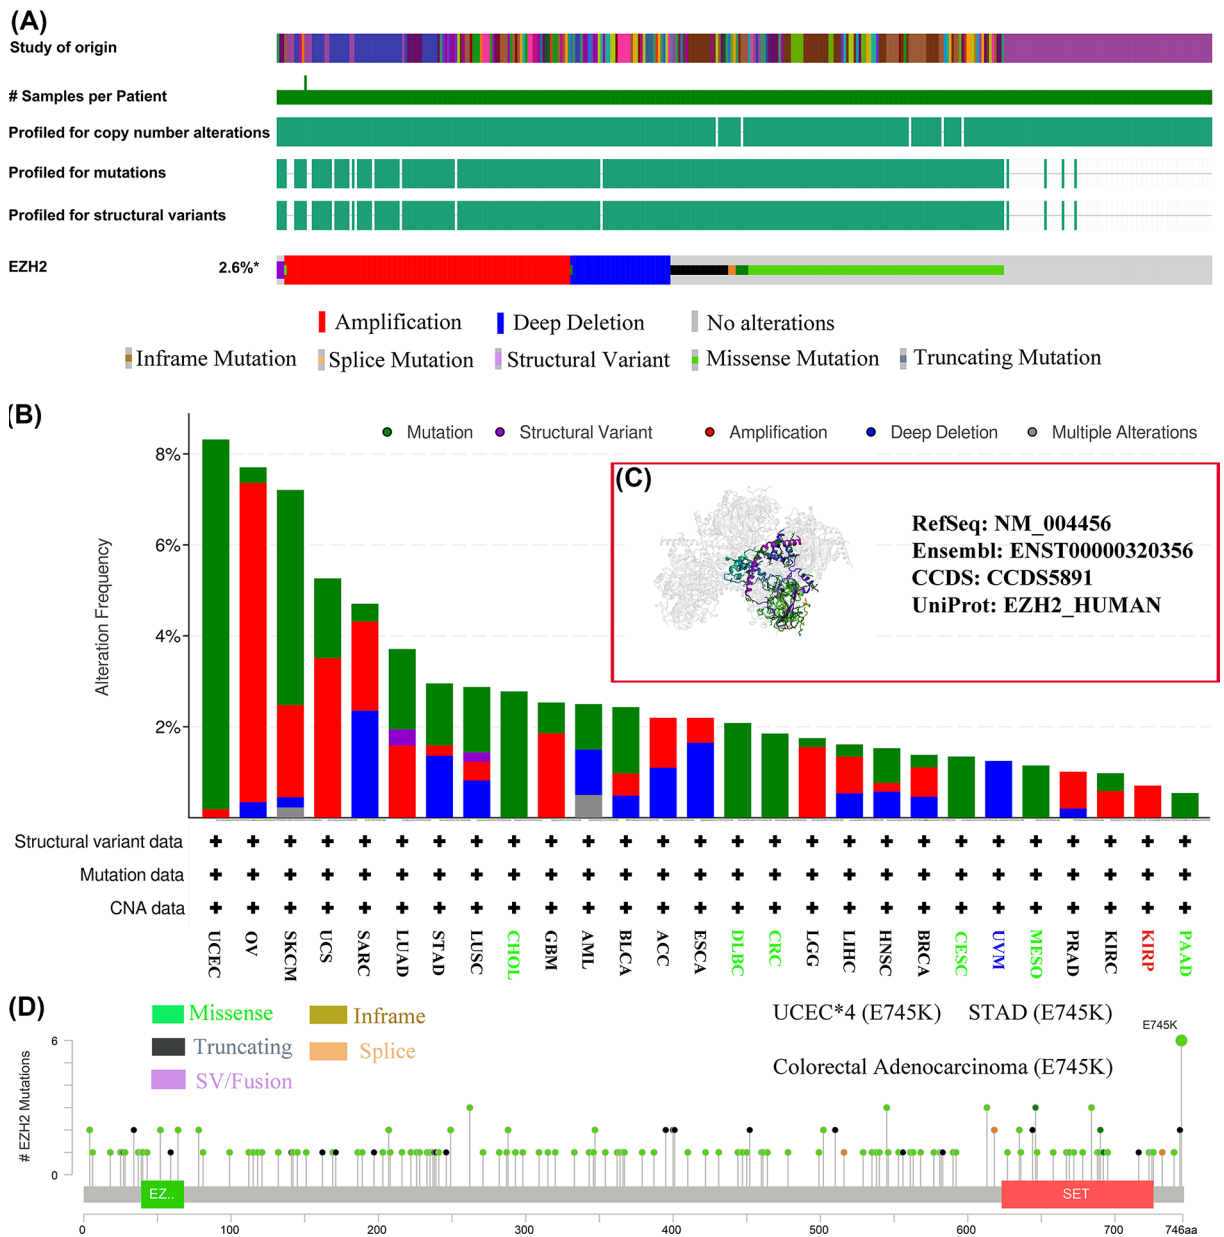 (A)
Study of origin
# Samples per Patient
Profiled for copy number alterations
Profiled for mutations
Profiled for structural variants
EZH2 2.6%*
Amplification Deep Deletion No alterations
Inframe Mutation Splice Mutation Structural Variant Missense Mutation Truncating Mutation
(B)
Mutation Structural Variant Amplification Deep Deletion Multiple Alterations
8%
6%
4%
2%
Alteration Frequency
(C)
RefSeq: NM_004456
Ensembl: ENST00000320356
CCDS: CCDS5891
UniProt: EZH2_HUMAN
Structural variant data + + + + + + + + + + + + + + + + + + + + + + + + + + +
Mutation data + + + + + + + + + + + + + + + + + + + + + + + + + + +
CNA data + + + + + + + + + + + + + + + + + + + + + + + + + + +
UCEC OV SKCM UCS SARC LUAD STAD LUSC CHOL GBM AML BLCA ACC ESCA DLBC CRC LGG LIHC HNSC BRCA CESC UVM MESO PRAD KIRC KIRP PAAD
(D)
Missense Inframe
Truncating Splice
SV/Fusion
UCEC*4 (E745K) STAD (E745K)
Colorectal Adenocarcinoma (E745K)
E745K
# EZH2 Mutations
6
0
EZ.. SET
0 100 200 300 400 500 600 700 746aa